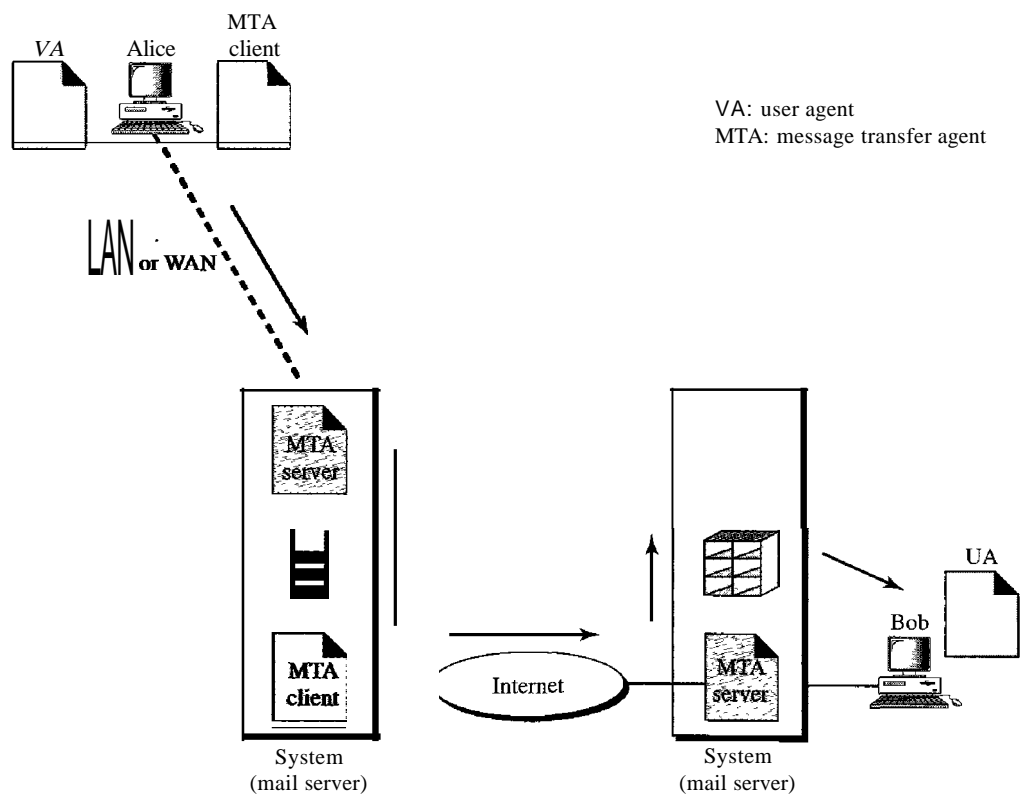 VA
Alice
MTA
client
VA: user agent
MTA: message transfer agent
LAN or WAN
MTA
server
MTA
client
System
(mail server)
Internet
MTA
server
System
(mail server)
UA
Bob